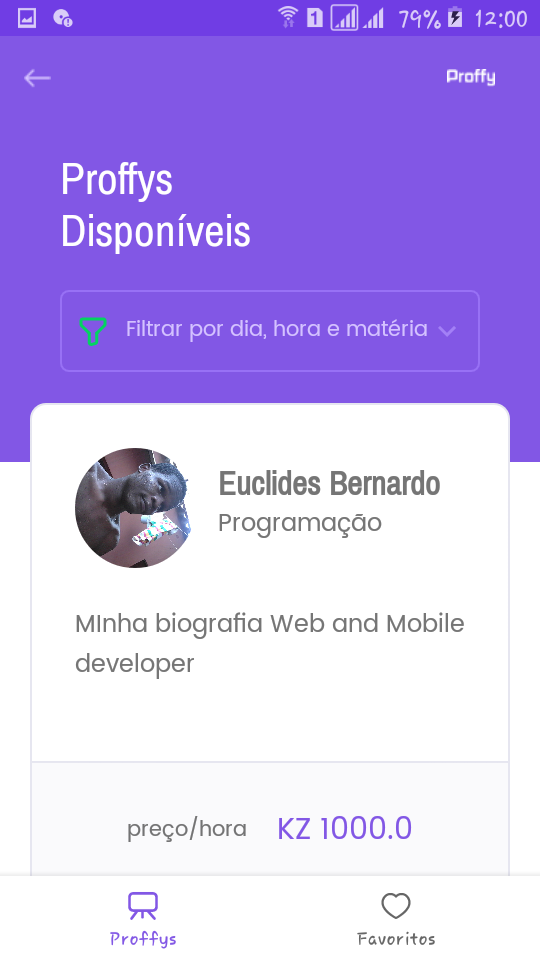 79% 12:00
Proffy
Proffys
Disponíveis
Filtrar por dia, hora e matéria
Euclides Bernardo
Programação
MInha biografia Web and Mobile
developer
preço/hora KZ 1000.0
Proffys Favoritos